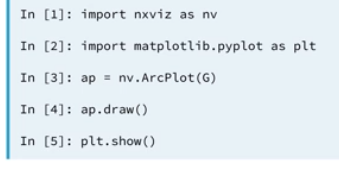 In [1]: import nxviz as nv
In [2]: import matplotlib.pyplot as plt
In [3]: ap = nv.ArcPlot(G)
In [4]: ap.draw()
In [5]: plt.show()